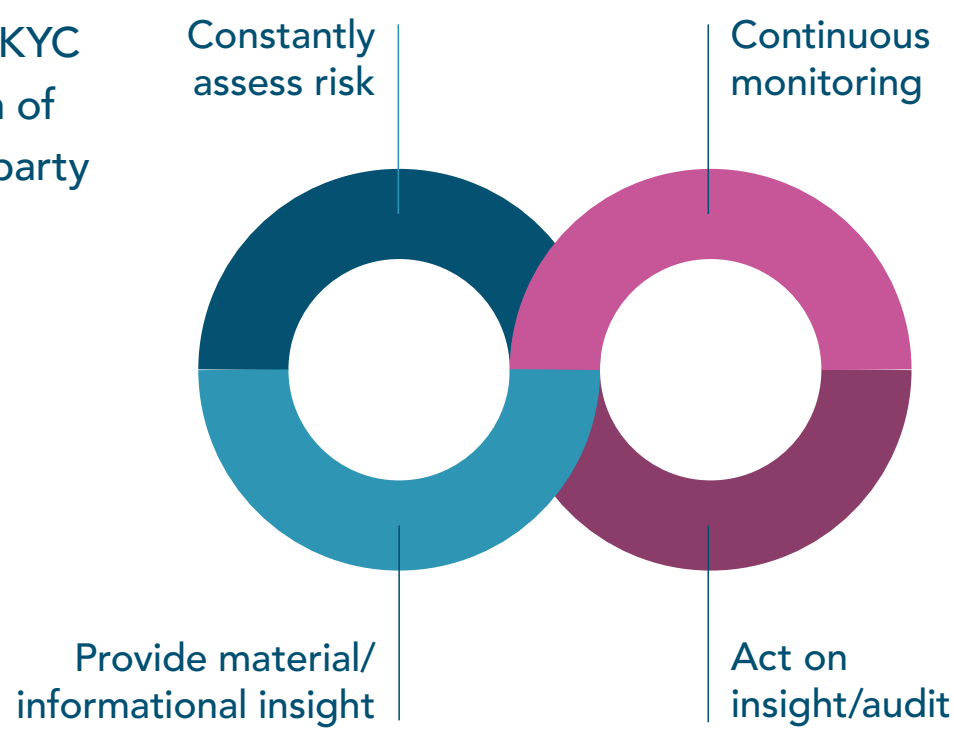 KYC
of
party
Constantly
assess risk
Continuous
monitoring
Provide material/
informational insight
Act on
insight/audit